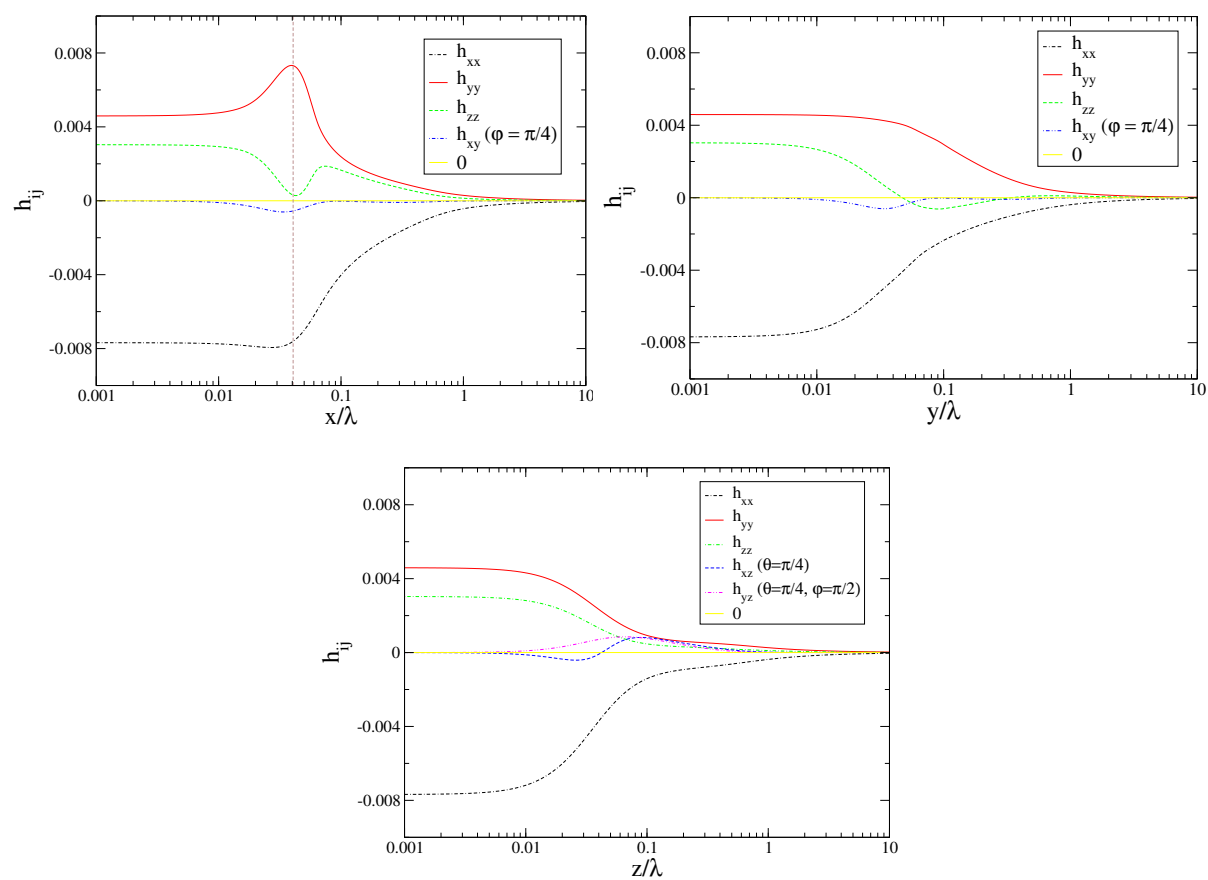 0.008
0.004
0
-0.004
-0.008
h_ij
h_xx
h_yy
h_zz
h_xy (φ = π/4)
0
0.001 0.01 0.1 1 10
x/λ
0.008
0.004
0
-0.004
-0.008
h_ij
h_xx
h_yy
h_zz
h_xy (φ = π/4)
0
0.001 0.01 0.1 1 10
y/λ
0.008
0.004
0
-0.004
-0.008
h_ij
h_xx
h_yy
h_zz
h_xz (θ=π/4)
h_yz (θ=π/4, φ=π/2)
0
0.001 0.01 0.1 1 10
z/λ